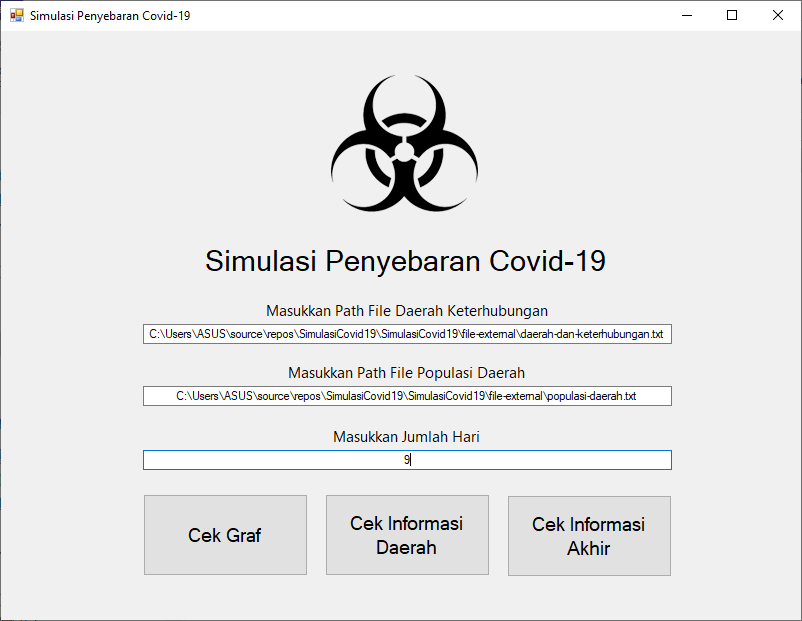 Simulasi Penyebaran Covid-19
Simulasi Penyebaran Covid-19
Masukkan Path File Daerah Keterhubungan
C:\Users\ASUS\source\repos\SimulasiCovid19\SimulasiCovid19\file-external\daerah-dan-keterhubungan.txt
Masukkan Path File Populasi Daerah
C:\Users\ASUS\source\repos\SimulasiCovid19\SimulasiCovid19\file-external\populasi-daerah.txt
Masukkan Jumlah Hari
9
Cek Graf
Cek Informasi
Daerah
Cek Informasi
Akhir